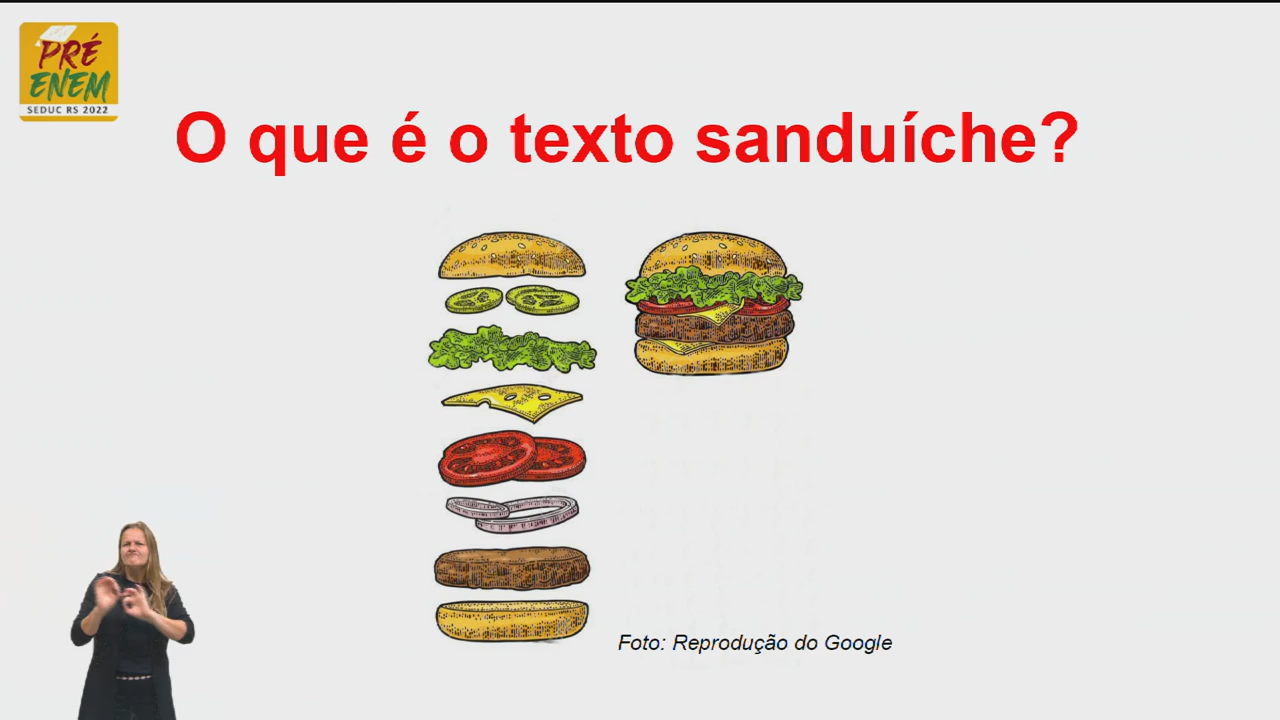 PRÉ
ENEM
SEDUC RS 2022
O que é o texto sanduíche?
Foto: Reprodução do Google